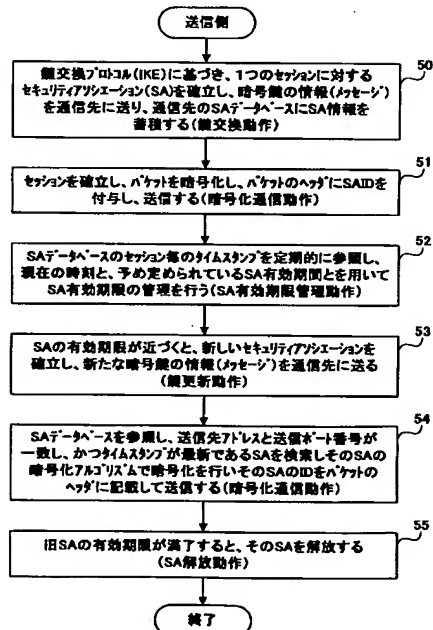 送信側
50
鍵交換プロトコル(IKE)に基づき、1つのセッションに対する
セキュリティアソシエーション(SA)を確立し、暗号鍵の情報(メッセージ)
を通信先に送り、通信先のSAデータベースにSA情報を
蓄積する(鍵交換動作)
51
セッションを確立し、パケットを暗号化し、パケットのヘッダにSAIDを
付与し、送信する(暗号化通信動作)
52
SAデータベースのセッション毎のタイムスタンプを定期的に参照し、
現在の時刻と、予め定められているSA有効期間とを用いて
SA有効期限の管理を行う(SA有効期限管理動作)
53
SAの有効期限が近づくと、新しいセキュリティアソシエーションを
確立し、新たな暗号鍵の情報(メッセージ)を通信先に送る
(鍵更新動作)
54
SAデータベースを参照し、送信先アドレスと送信ポート番号が
一致し、かつタイムスタンプが最新であるSAを検索しそのSAの
暗号化アルゴリズムで暗号化を行いそのSAのIDをパケットの
ヘッダに記載して送信する(暗号化通信動作)
55
旧SAの有効期限が満了すると、そのSAを解放する
(SA解放動作)
終了